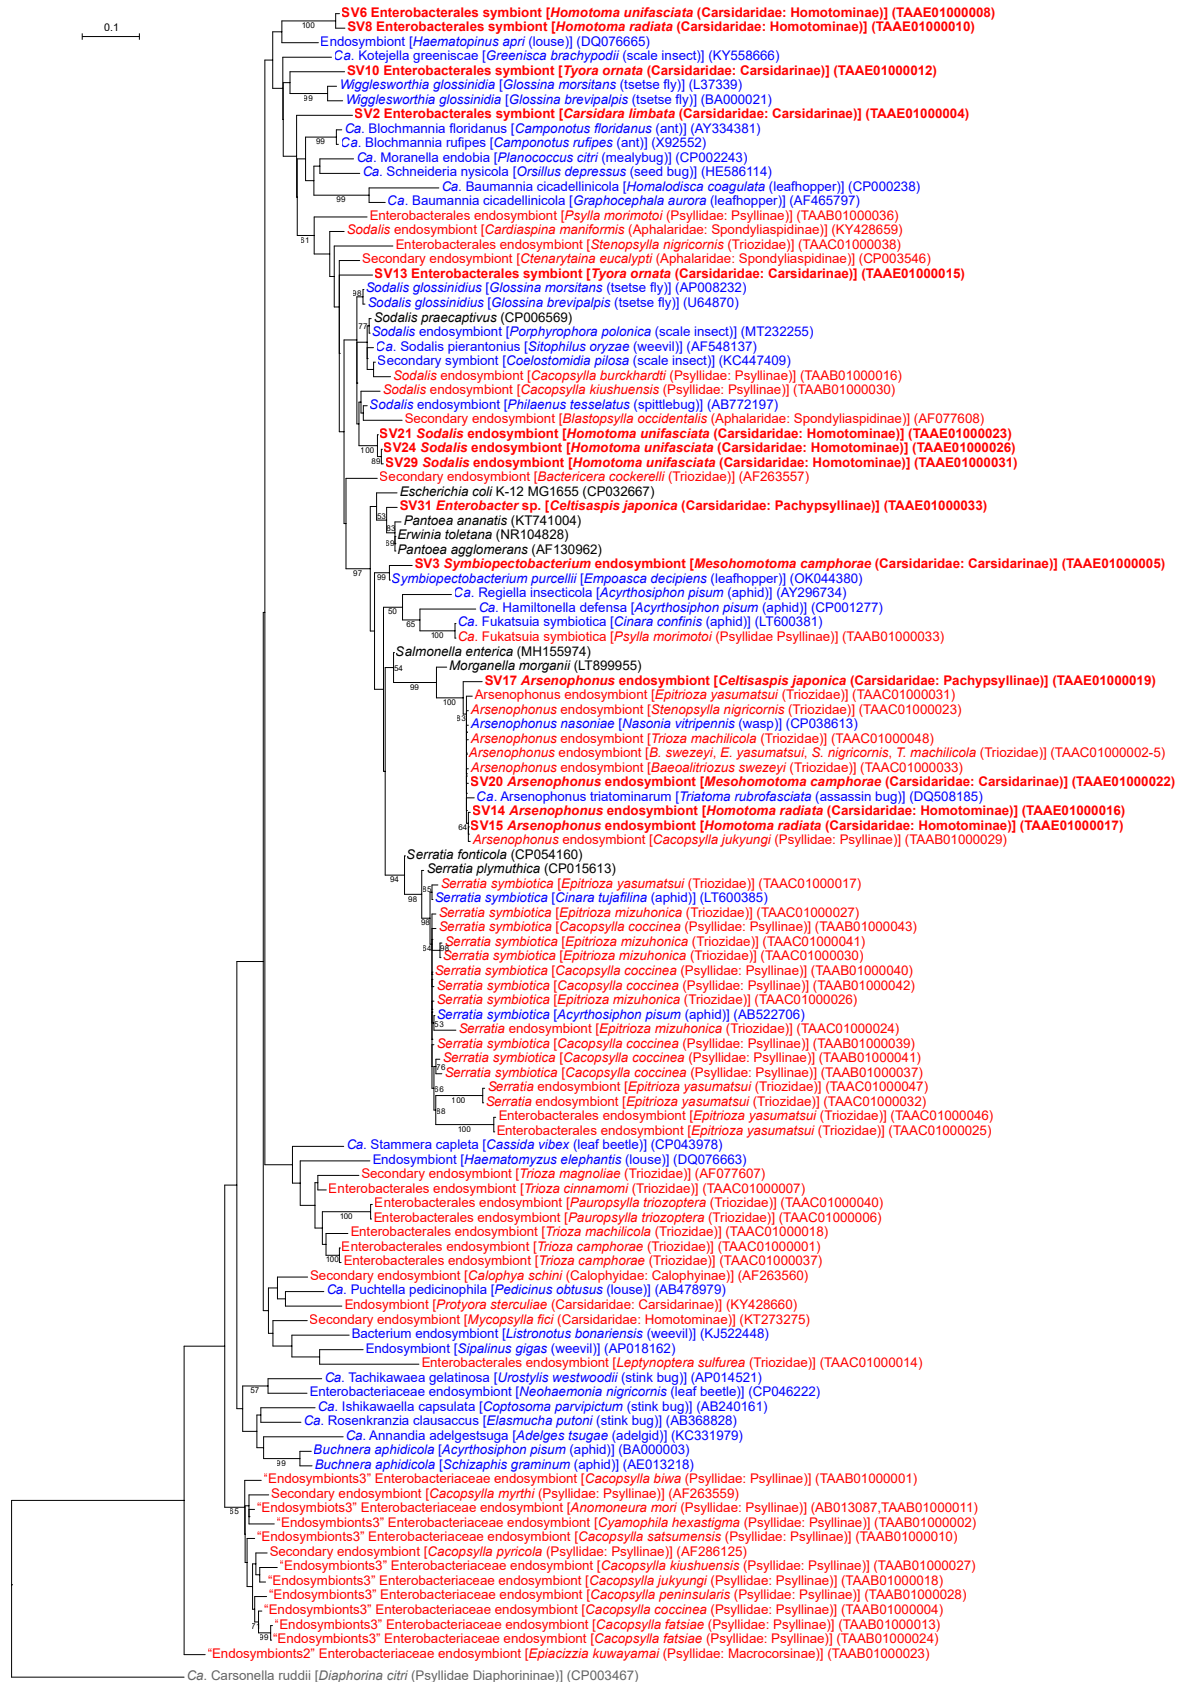 SV6 Enterobacterales symbiont [Homotoma unifasciata (Carsidaridae: Homotominae)] (TAAE01000008)
0.1
100
SV8 Enterobacterales symbiont [Homotoma radiata (Carsidaridae: Homotominae)] (TAAE01000010)
Endosymbiont [Haematopinus apri (louse)] (DQ076665)
Ca. Kotejella greeniscae [Greenisca brachypodii (scale insect)] (KY558666)
SV10 Enterobacterales symbiont [Tyora ornata (Carsidaridae: Carsidarinae)] (TAAE01000012)
Wigglesworthia glossinidia [Glossina morsitans (tsetse fly)] (L37339)
99
Wigglesworthia glossinidia [Glossina brevipalpis (tsetse fly)] (BA000021)
SV2 Enterobacterales symbiont [Carsidara limbata (Carsidaridae: Carsidarinae)] (TAAE01000004)
Ca. Blochmannia floridanus [Camponotus floridanus (ant)] (AY334381)
99
Ca. Blochmannia rufipes [Camponotus rufipes (ant)] (X92552)
Ca. Moranella endobia [Planococcus citri (mealybug)] (CP002243)
Ca. Schneideria nysicola [Orsillus depressus (seed bug)] (HE586114)
Ca. Baumannia cicadellinicola [Homalodisca coagulata (leafhopper)] (CP000238)
99
Ca. Baumannia cicadellinicola [Graphocephala aurora (leafhopper)] (AF465797)
Enterobacterales endosymbiont [Psylla morimotoi (Psyllidae: Psyllinae)] (TAAB01000036)
Sodalis endosymbiont [Cardiaspina maniformis (Aphalaridae: Spondyliaspidinae)] (KY428659)
61
Enterobacterales endosymbiont [Stenopsylla nigricornis (Triozidae)] (TAAC01000038)
Secondary endosymbiont [Ctenarytaina eucalypti (Aphalaridae: Spondyliaspidinae)] (CP003546)
SV13 Enterobacterales symbiont [Tyora ornata (Carsidaridae: Carsidarinae)] (TAAE01000015)
Sodalis glossinidius [Glossina morsitans (tsetse fly)] (AP008232)
98
Sodalis glossinidius [Glossina brevipalpis (tsetse fly)] (U64870)
Sodalis praecaptivus (CP006569)
77
Sodalis endosymbiont [Porphyrophora polonica (scale insect)] (MT232255)
Ca. Sodalis pierantonius [Sitophilus oryzae (weevil)] (AF548137)
Secondary symbiont [Coelostomidia pilosa (scale insect)] (KC447409)
Sodalis endosymbiont [Cacopsylla burckhardti (Psyllidae: Psyllinae)] (TAAB01000016)
Sodalis endosymbiont [Cacopsylla kiushuensis (Psyllidae: Psyllinae)] (TAAB01000030)
Sodalis endosymbiont [Philaenus tesselatus (spittlebug)] (AB772197)
Secondary endosymbiont [Blastopsylla occidentalis (Aphalaridae: Spondyliaspidinae)] (AF077608)
SV21 Sodalis endosymbiont [Homotoma unifasciata (Carsidaridae: Homotominae)] (TAAE01000023)
100
SV24 Sodalis endosymbiont [Homotoma unifasciata (Carsidaridae: Homotominae)] (TAAE01000026)
89
SV29 Sodalis endosymbiont [Homotoma unifasciata (Carsidaridae: Homotominae)] (TAAE01000031)
Secondary endosymbiont [Bactericera cockerelli (Triozidae)] (AF263557)
Escherichia coli K-12 MG1655 (CP032667)
SV31 Enterobacter sp. [Celtisaspis japonica (Carsidaridae: Pachypsyllinae)] (TAAE01000033)
53
Pantoea ananatis (KT741004)
83
Erwinia toletana (NR104828)
69
Pantoea agglomerans (AF130962)
SV3 Symbiopectobacterium endosymbiont [Mesohomotoma camphorae (Carsidaridae: Carsidarinae)] (TAAE01000005)
97
99
Symbiopectobacterium purcellii [Empoasca decipiens (leafhopper)] (OK044380)
Ca. Regiella insecticola [Acyrthosiphon pisum (aphid)] (AY296734)
50
Ca. Hamiltonella defensa [Acyrthosiphon pisum (aphid)] (CP001277)
65
Ca. Fukatsuia symbiotica [Cinara confinis (aphid)] (LT600381)
100
Ca. Fukatsuia symbiotica [Psylla morimotoi (Psyllidae Psyllinae)] (TAAB01000033)
Salmonella enterica (MH155974)
54
Morganella morganii (LT899955)
99
SV17 Arsenophonus endosymbiont [Celtisaspis japonica (Carsidaridae: Pachypsyllinae)] (TAAE01000019)
100
Arsenophonus endosymbiont [Epitrioza yasumatsui (Triozidae)] (TAAC01000031)
Arsenophonus endosymbiont [Stenopsylla nigricornis (Triozidae)] (TAAC01000023)
83
Arsenophonus nasoniae [Nasonia vitripennis (wasp)] (CP038613)
Arsenophonus endosymbiont [Trioza machilicola (Triozidae)] (TAAC01000048)
Arsenophonus endosymbiont [B. swezeyi, E. yasumatsui, S. nigricornis, T. machilicola (Triozidae)] (TAAC01000002-5)
Arsenophonus endosymbiont [Baeoalitriozus swezeyi (Triozidae)] (TAAC01000033)
SV20 Arsenophonus endosymbiont [Mesohomotoma camphorae (Carsidaridae: Carsidarinae)] (TAAE01000022)
Ca. Arsenophonus triatominarum [Triatoma rubrofasciata (assassin bug)] (DQ508185)
SV14 Arsenophonus endosymbiont [Homotoma radiata (Carsidaridae: Homotominae)] (TAAE01000016)
64
SV15 Arsenophonus endosymbiont [Homotoma radiata (Carsidaridae: Homotominae)] (TAAE01000017)
Arsenophonus endosymbiont [Cacopsylla jukyungi (Psyllidae: Psyllinae)] (TAAB01000029)
Serratia fonticola (CP054160)
94
Serratia plymuthica (CP015613)
Serratia symbiotica [Epitrioza yasumatsui (Triozidae)] (TAAC01000017)
98
85
Serratia symbiotica [Cinara tujafilina (aphid)] (LT600385)
Serratia symbiotica [Epitrioza mizuhonica (Triozidae)] (TAAC01000027)
98
Serratia symbiotica [Cacopsylla coccinea (Psyllidae: Psyllinae)] (TAAB01000043)
Serratia symbiotica [Epitrioza mizuhonica (Triozidae)] (TAAC01000041)
64
98
Serratia symbiotica [Epitrioza mizuhonica (Triozidae)] (TAAC01000030)
Serratia symbiotica [Cacopsylla coccinea (Psyllidae: Psyllinae)] (TAAB01000040)
Serratia symbiotica [Cacopsylla coccinea (Psyllidae: Psyllinae)] (TAAB01000042)
Serratia symbiotica [Epitrioza mizuhonica (Triozidae)] (TAAC01000026)
Serratia symbiotica [Acyrthosiphon pisum (aphid)] (AB522706)
53
Serratia endosymbiont [Epitrioza mizuhonica (Triozidae)] (TAAC01000024)
Serratia symbiotica [Cacopsylla coccinea (Psyllidae: Psyllinae)] (TAAB01000039)
Serratia symbiotica [Cacopsylla coccinea (Psyllidae: Psyllinae)] (TAAB01000041)
76
Serratia symbiotica [Cacopsylla coccinea (Psyllidae: Psyllinae)] (TAAB01000037)
66
Serratia endosymbiont [Epitrioza yasumatsui (Triozidae)] (TAAC01000047)
100
Serratia endosymbiont [Epitrioza yasumatsui (Triozidae)] (TAAC01000032)
88
Enterobacterales endosymbiont [Epitrioza yasumatsui (Triozidae)] (TAAC01000046)
100
Enterobacterales endosymbiont [Epitrioza yasumatsui (Triozidae)] (TAAC01000025)
Ca. Stammera capleta [Cassida vibex (leaf beetle)] (CP043978)
Endosymbiont [Haematomyzus elephantis (louse)] (DQ076663)
Secondary endosymbiont [Trioza magnoliae (Triozidae)] (AF077607)
Enterobacterales endosymbiont [Trioza cinnamomi (Triozidae)] (TAAC01000007)
Enterobacterales endosymbiont [Pauropsylla triozoptera (Triozidae)] (TAAC01000040)
100
Enterobacterales endosymbiont [Pauropsylla triozoptera (Triozidae)] (TAAC01000006)
Enterobacterales endosymbiont [Trioza machilicola (Triozidae)] (TAAC01000018)
Enterobacterales endosymbiont [Trioza camphorae (Triozidae)] (TAAC01000001)
100
Enterobacterales endosymbiont [Trioza camphorae (Triozidae)] (TAAC01000037)
Secondary endosymbiont [Calophya schini (Calophyidae: Calophyinae)] (AF263560)
Ca. Puchtella pedicinophila [Pedicinus obtusus (louse)] (AB478979)
Endosymbiont [Protyora sterculiae (Carsidaridae: Carsidarinae)] (KY428660)
Secondary endosymbiont [Mycopsylla fici (Carsidaridae: Homotominae)] (KT273275)
Bacterium endosymbiont [Listronotus bonariensis (weevil)] (KJ522448)
Endosymbiont [Sipalinus gigas (weevil)] (AP018162)
Enterobacterales endosymbiont [Leptynoptera sulfurea (Triozidae)] (TAAC01000014)
Ca. Tachikawaea gelatinosa [Urostylis westwoodii (stink bug)] (AP014521)
57
Enterobacteriaceae endosymbiont [Neohaemonia nigricornis (leaf beetle)] (CP046222)
Ca. Ishikawaella capsulata [Coptosoma parvipictum (stink bug)] (AB240161)
Ca. Rosenkranzia clausaccus [Elasmucha putoni (stink bug)] (AB368828)
Ca. Annandia adelgestsuga [Adelges tsugae (adelgid)] (KC331979)
Buchnera aphidicola [Acyrthosiphon pisum (aphid)] (BA000003)
99
Buchnera aphidicola [Schizaphis graminum (aphid)] (AE013218)
“Endosymbionts3” Enterobacteriaceae endosymbiont [Cacopsylla biwa (Psyllidae: Psyllinae)] (TAAB01000001)
Secondary endosymbiont [Cacopsylla myrthi (Psyllidae: Psyllinae)] (AF263559)
“Endosymbiots3” Enterobacteriaceae endosymbiont [Anomoneura mori (Psyllidae: Psyllinae)] (AB013087,TAAB01000011)
“Endosymbionts3” Enterobacteriaceae endosymbiont [Cyamophila hexastigma (Psyllidae: Psyllinae)] (TAAB01000002)
“Endosymbionts3” Enterobacteriaceae endosymbiont [Cacopsylla satsumensis (Psyllidae: Psyllinae)] (TAAB01000010)
Secondary endosymbiont [Cacopsylla pyricola (Psyllidae: Psyllinae)] (AF286125)
“Endosymbionts3” Enterobacteriaceae endosymbiont [Cacopsylla kiushuensis (Psyllidae: Psyllinae)] (TAAB01000027)
“Endosymbionts3” Enterobacteriaceae endosymbiont [Cacopsylla jukyungi (Psyllidae: Psyllinae)] (TAAB01000018)
“Endosymbionts3” Enterobacteriaceae endosymbiont [Cacopsylla peninsularis (Psyllidae: Psyllinae)] (TAAB01000028)
“Endosymbionts3” Enterobacteriaceae endosymbiont [Cacopsylla coccinea (Psyllidae: Psyllinae)] (TAAB01000004)
“Endosymbionts3” Enterobacteriaceae endosymbiont [Cacopsylla fatsiae (Psyllidae: Psyllinae)] (TAAB01000013)
99
“Endosymbionts3” Enterobacteriaceae endosymbiont [Cacopsylla fatsiae (Psyllidae: Psyllinae)] (TAAB01000024)
“Endosymbionts2” Enterobacteriaceae endosymbiont [Epiacizzia kuwayamai (Psyllidae: Macrocorsinae)] (TAAB01000023)
Ca. Carsonella ruddii [Diaphorina citri (Psyllidae Diaphorininae)] (CP003467)